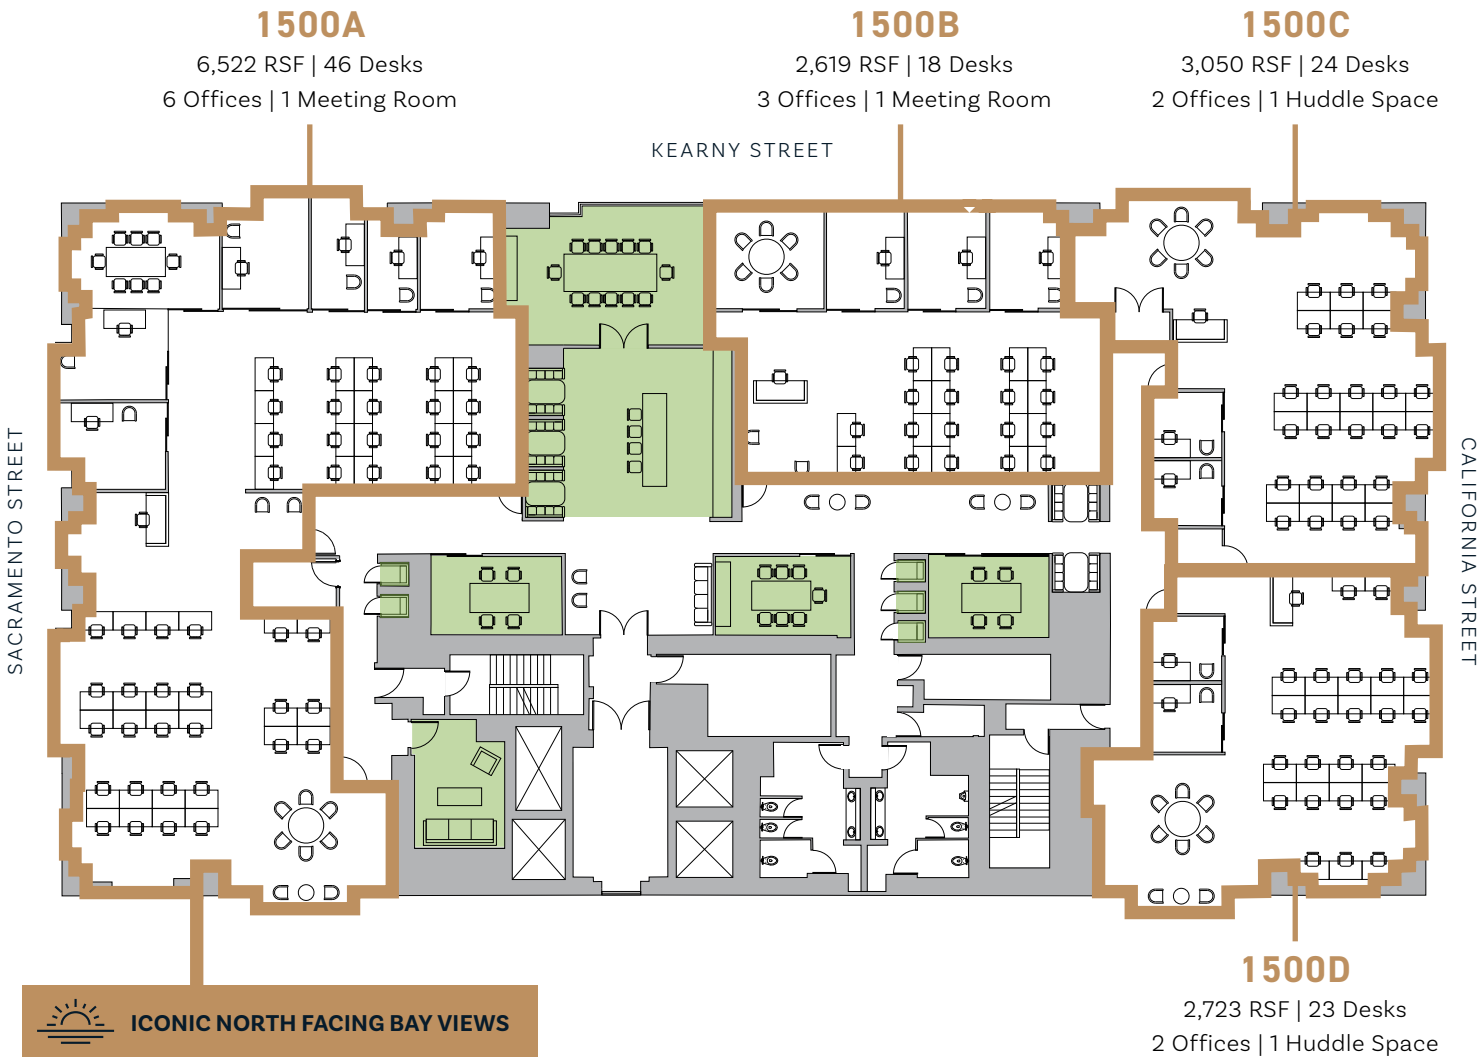 1500A
6,522 RSF | 46 Desks
6 Offices | 1 Meeting Room
1500B
2,619 RSF | 18 Desks
3 Offices | 1 Meeting Room
1500C
3,050 RSF | 24 Desks
2 Offices | 1 Huddle Space
KEARNY STREET
SACRAMENTO STREET
CALIFORNIA STREET
1500D
2,723 RSF | 23 Desks
2 Offices | 1 Huddle Space
ICONIC NORTH FACING BAY VIEWS